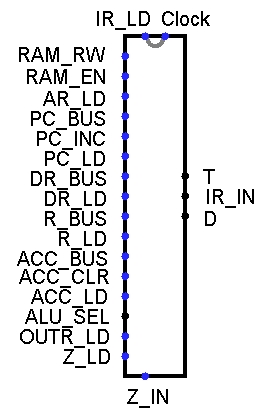 IR_LD Clock
RAM_RW
RAM_EN
AR_LD
PC_BUS
PC_INC
PC_LD
DR_BUS
DR_LD
R_BUS
R_LD
ACC_BUS
ACC_CLR
ACC_LD
ALU_SEL
OUTR_LD
Z_LD
T
IR_IN
D
Z_IN